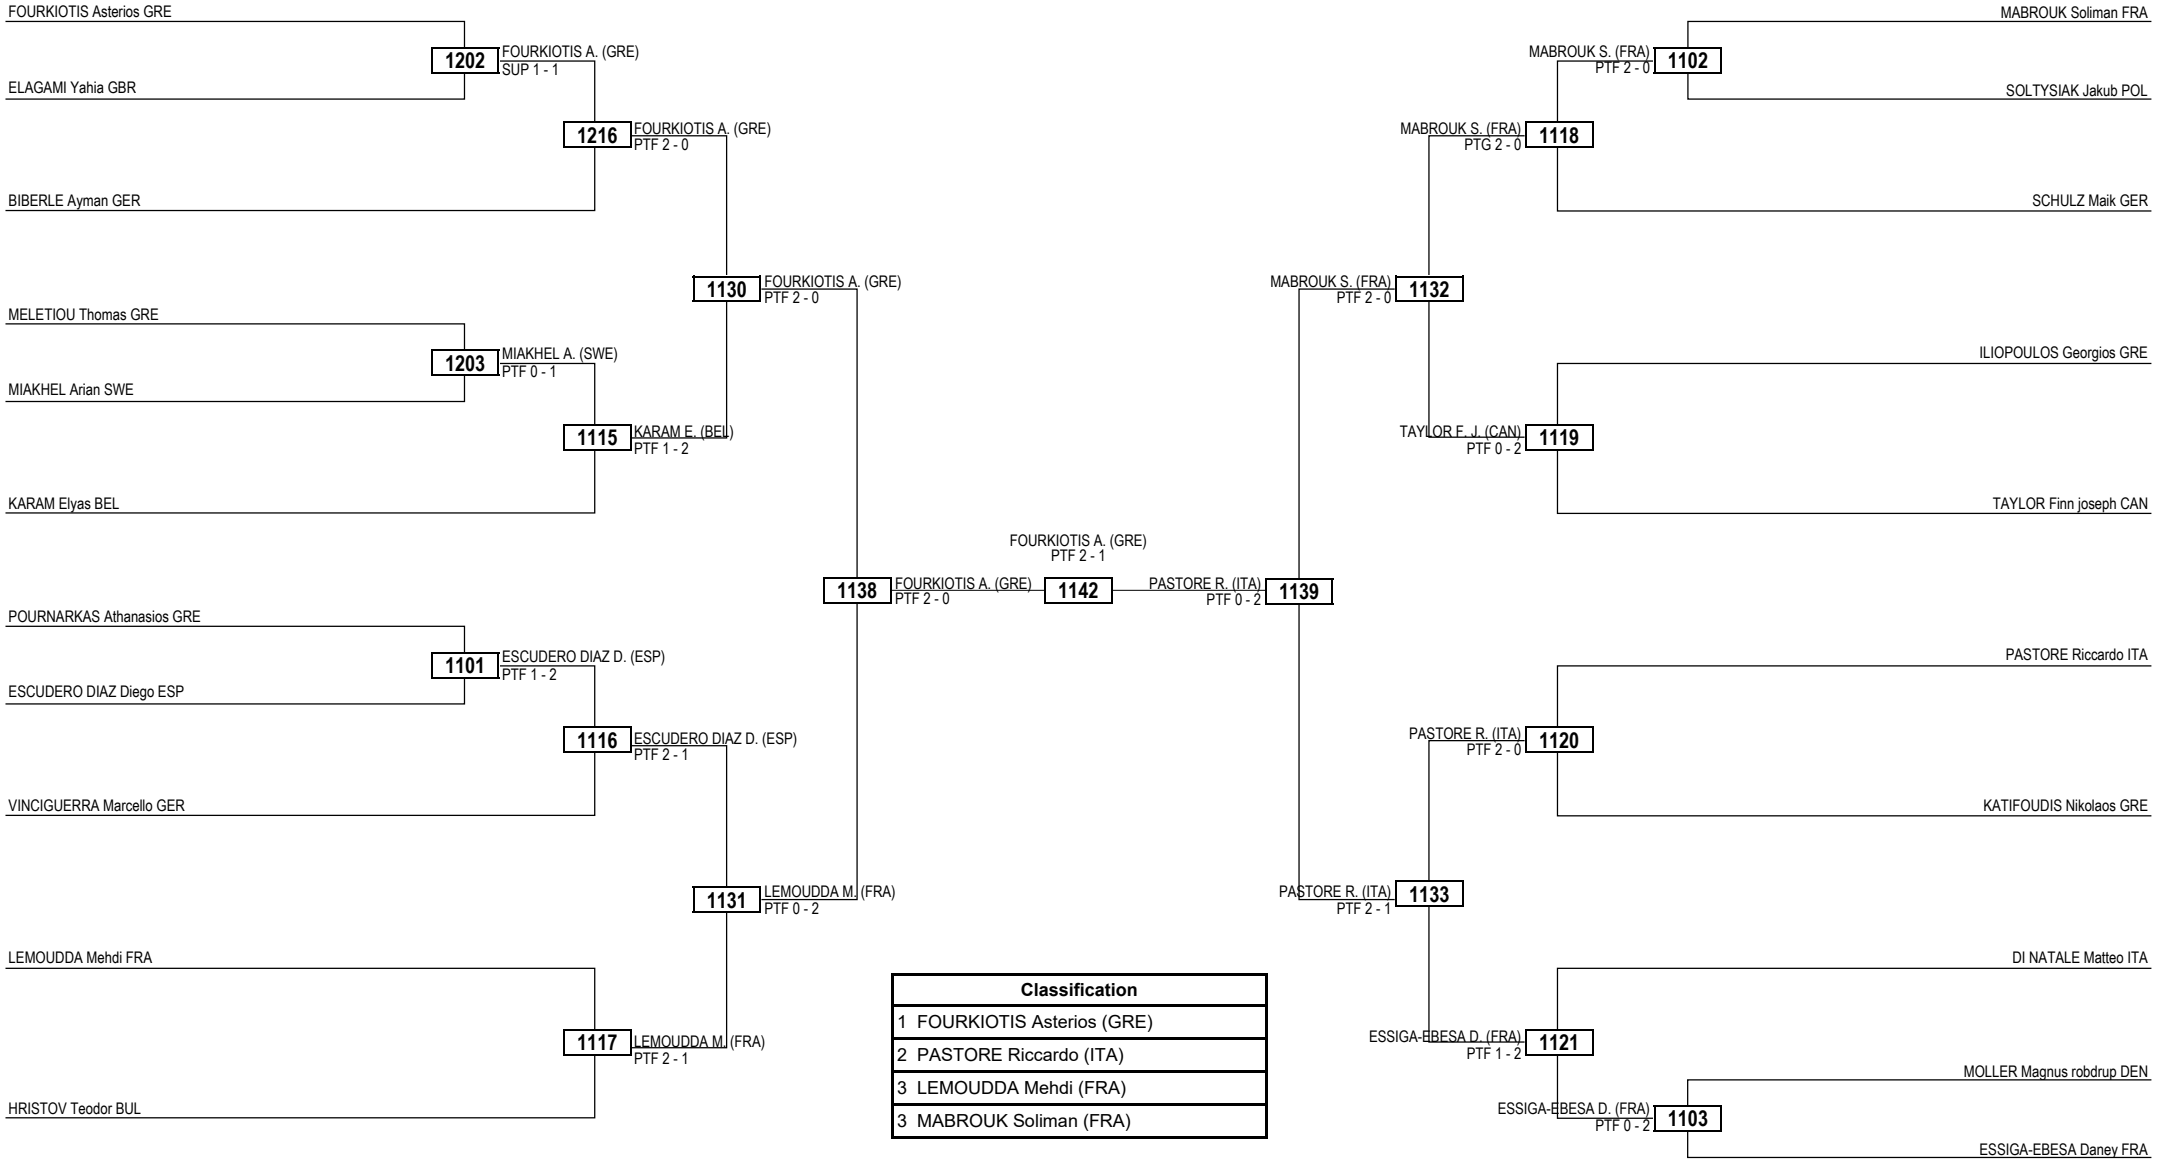 FOURKIOTIS Asterios GRE
1202
FOURKIOTIS A. (GRE)
SUP 1 - 1
ELAGAMI Yahia GBR
1216
FOURKIOTIS A. (GRE)
PTF 2 - 0
BIBERLE Ayman GER
1130
FOURKIOTIS A. (GRE)
PTF 2 - 0
MELETIOU Thomas GRE
1203
MIAKHEL A. (SWE)
PTF 0 - 1
MIAKHEL Arian SWE
1115
KARAM E. (BEL)
PTF 1 - 2
KARAM Elyas BEL
1138
FOURKIOTIS A. (GRE)
PTF 2 - 0
POURNARKAS Athanasios GRE
1101
ESCUDERO DIAZ D. (ESP)
PTF 1 - 2
ESCUDERO DIAZ Diego ESP
1116
ESCUDERO DIAZ D. (ESP)
PTF 2 - 1
VINCIGUERRA Marcello GER
1131
LEMOUDDA M. (FRA)
PTF 0 - 2
LEMOUDDA Mehdi FRA
1117
LEMOUDDA M. (FRA)
PTF 2 - 1
HRISTOV Teodor BUL
FOURKIOTIS A. (GRE)
PTF 2 - 1
1142
MABROUK Soliman FRA
MABROUK S. (FRA)
PTF 2 - 0
1102
SOLTYSIAK Jakub POL
MABROUK S. (FRA)
PTG 2 - 0
1118
SCHULZ Maik GER
MABROUK S. (FRA)
PTF 2 - 0
1132
ILIOPOULOS Georgios GRE
TAYLOR F. J. (CAN)
PTF 0 - 2
1119
TAYLOR Finn joseph CAN
PASTORE R. (ITA)
PTF 0 - 2
1139
PASTORE Riccardo ITA
PASTORE R. (ITA)
PTF 2 - 0
1120
KATIFOUDIS Nikolaos GRE
PASTORE R. (ITA)
PTF 2 - 1
1133
DI NATALE Matteo ITA
ESSIGA-EBESA D. (FRA)
PTF 1 - 2
1121
MOLLER Magnus robdrup DEN
ESSIGA-EBESA D. (FRA)
PTF 0 - 2
1103
ESSIGA-EBESA Daney FRA
Classification
1 FOURKIOTIS Asterios (GRE)
2 PASTORE Riccardo (ITA)
3 LEMOUDDA Mehdi (FRA)
3 MABROUK Soliman (FRA)